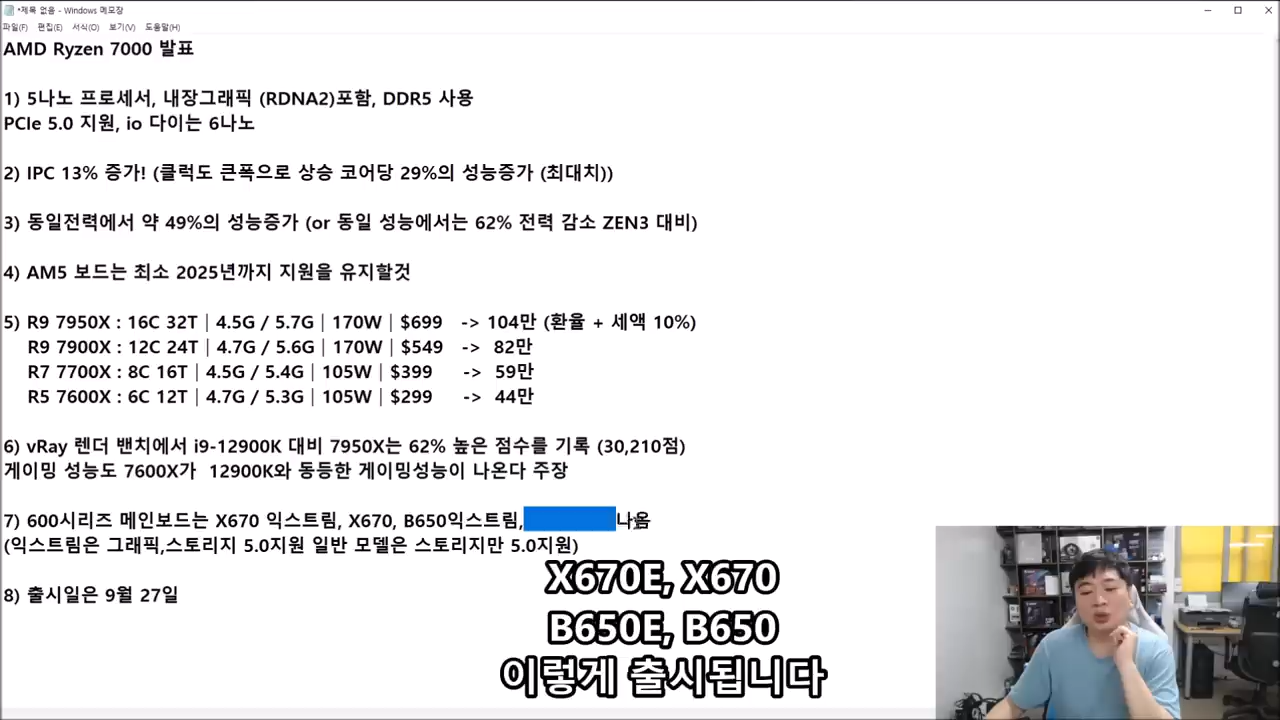 *제목 없음 - Windows 메모장
파일(F) 편집(E) 서식(O) 보기(V) 도움말(H)
AMD Ryzen 7000 발표
1) 5나노 프로세서, 내장그래픽 (RDNA2)포함, DDR5 사용
PCIe 5.0 지원, io 다이는 6나노
2) IPC 13% 증가! (클럭도 큰폭으로 상승 코어당 29%의 성능증가 (최대치))
3) 동일전력에서 약 49%의 성능증가 (or 동일 성능에서는 62% 전력 감소 ZEN3 대비)
4) AM5 보드는 최소 2025년까지 지원을 유지할것
5) R9 7950X : 16C 32T | 4.5G / 5.7G | 170W | $699 -> 104만 (환율 + 세액 10%)
R9 7900X : 12C 24T | 4.7G / 5.6G | 170W | $549 -> 82만
R7 7700X : 8C 16T | 4.5G / 5.4G | 105W | $399 -> 59만
R5 7600X : 6C 12T | 4.7G / 5.3G | 105W | $299 -> 44만
6) vRay 렌더 밴치에서 i9-12900K 대비 7950X는 62% 높은 점수를 기록 (30,210점)
게이밍 성능도 7600X가 12900K와 동등한 게이밍성능이 나온다 주장
7) 600시리즈 메인보드는 X670 익스트림, X670, B650익스트림, 나옴
(익스트림은 그래픽,스토리지 5.0지원 일반 모델은 스토리지만 5.0지원)
8) 출시일은 9월 27일
X670E, X670
B650E, B650
이렇게 출시됩니다